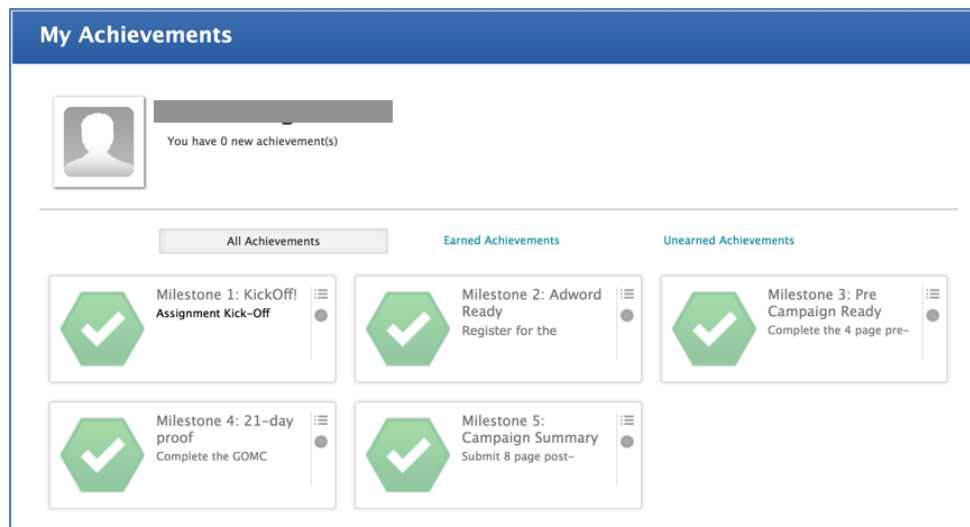 My Achievements
You have 0 new achievement(s)
All Achievements
Earned Achievements
Unearned Achievements
Milestone 1: KickOff!
Assignment Kick-Off
Milestone 2: Adword
Ready
Register for the
Milestone 3: Pre
Campaign Ready
Complete the 4 page pre-
Milestone 4: 21-day
proof
Complete the GOMC
Milestone 5:
Campaign Summary
Submit 8 page post-